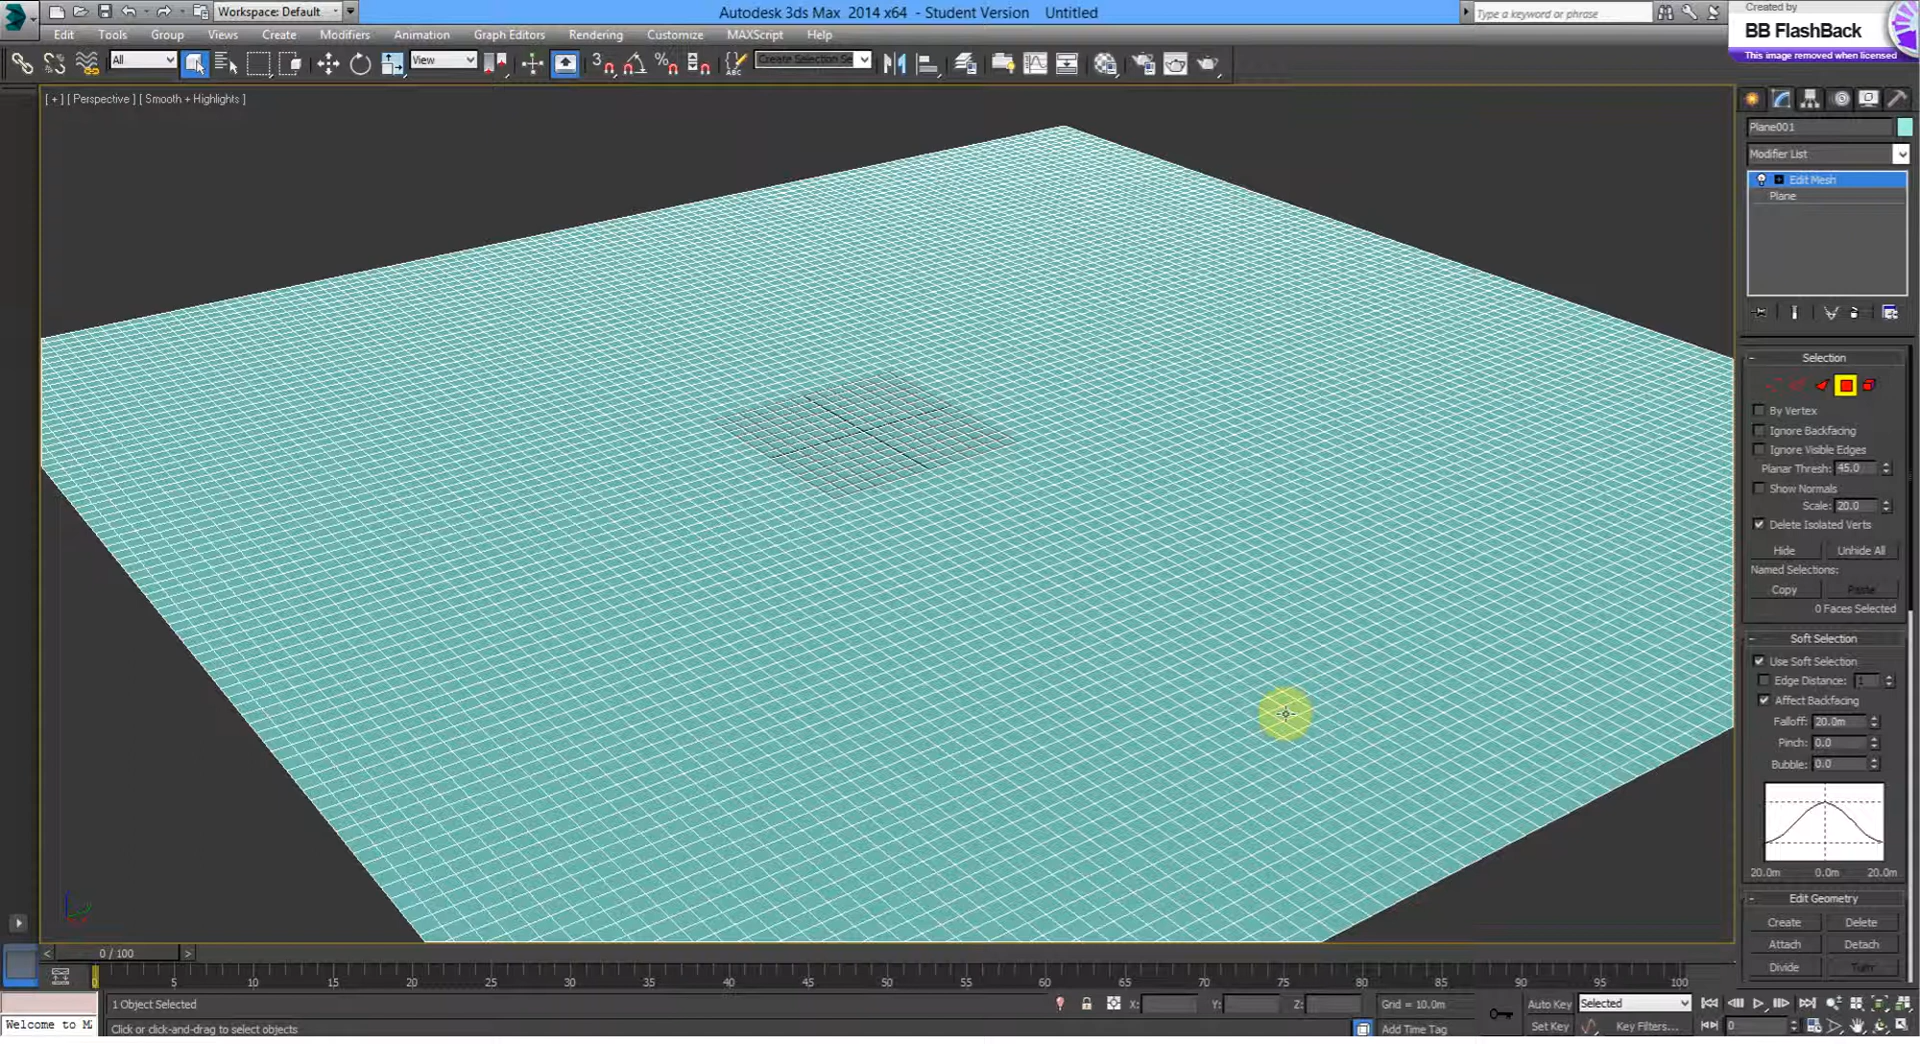 Workspace: Default
Autodesk 3ds Max 2014 x64 - Student Version Untitled
Type a keyword or phrase
Created by
BB FlashBack
This image removed when licensed
Edit Tools Group Views Create Modifiers Animation Graph Editors Rendering Customize MAXScript Help
All
View
3
ABC
Create Selection Se
[ + ] [ Perspective ] [ Smooth + Highlights ]
Plane001
Modifier List
Edit Mesh
Plane
Selection
By Vertex
Ignore Backfacing
Ignore Visible Edges
Planar Thresh: 45.0
Show Normals
Scale: 20.0
Delete Isolated Verts
Hide Unhide All
Named Selections:
Copy Paste
0 Faces Selected
Soft Selection
Use Soft Selection
Edge Distance: 1
Affect Backfacing
Falloff: 20.0m
Pinch: 0.0
Bubble: 0.0
20.0m 0.0m 20.0m
Edit Geometry
Create Delete
Attach Detach
Divide Turn
< 0 / 100 >
0 5 10 15 20 25 30 35 40 45 50 55 60 65 70 75 80 85 90 95 100
1 Object Selected
X: Y: Z:
Grid = 10.0m
Auto Key
Selected
Welcome to M
Click or click-and-drag to select objects
Add Time Tag
Set Key
Key Filters...
0